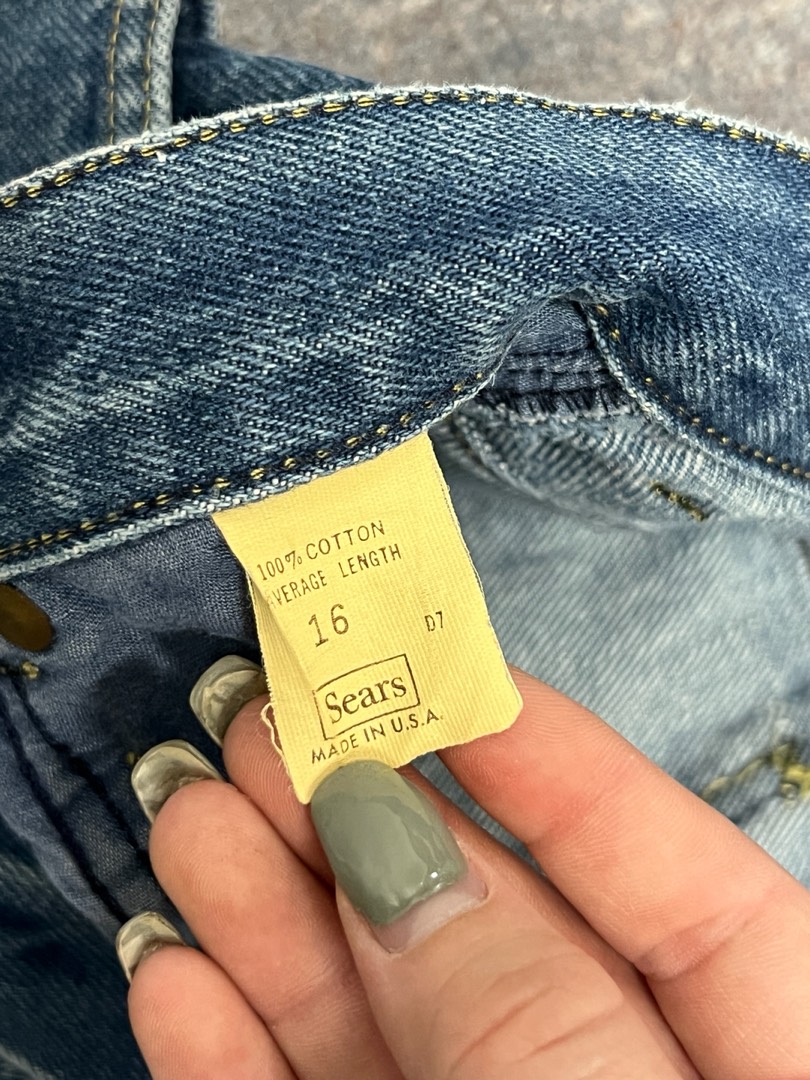 100% COTTON
AVERAGE LENGTH
16 D7
Sears
MADE IN U.S.A.